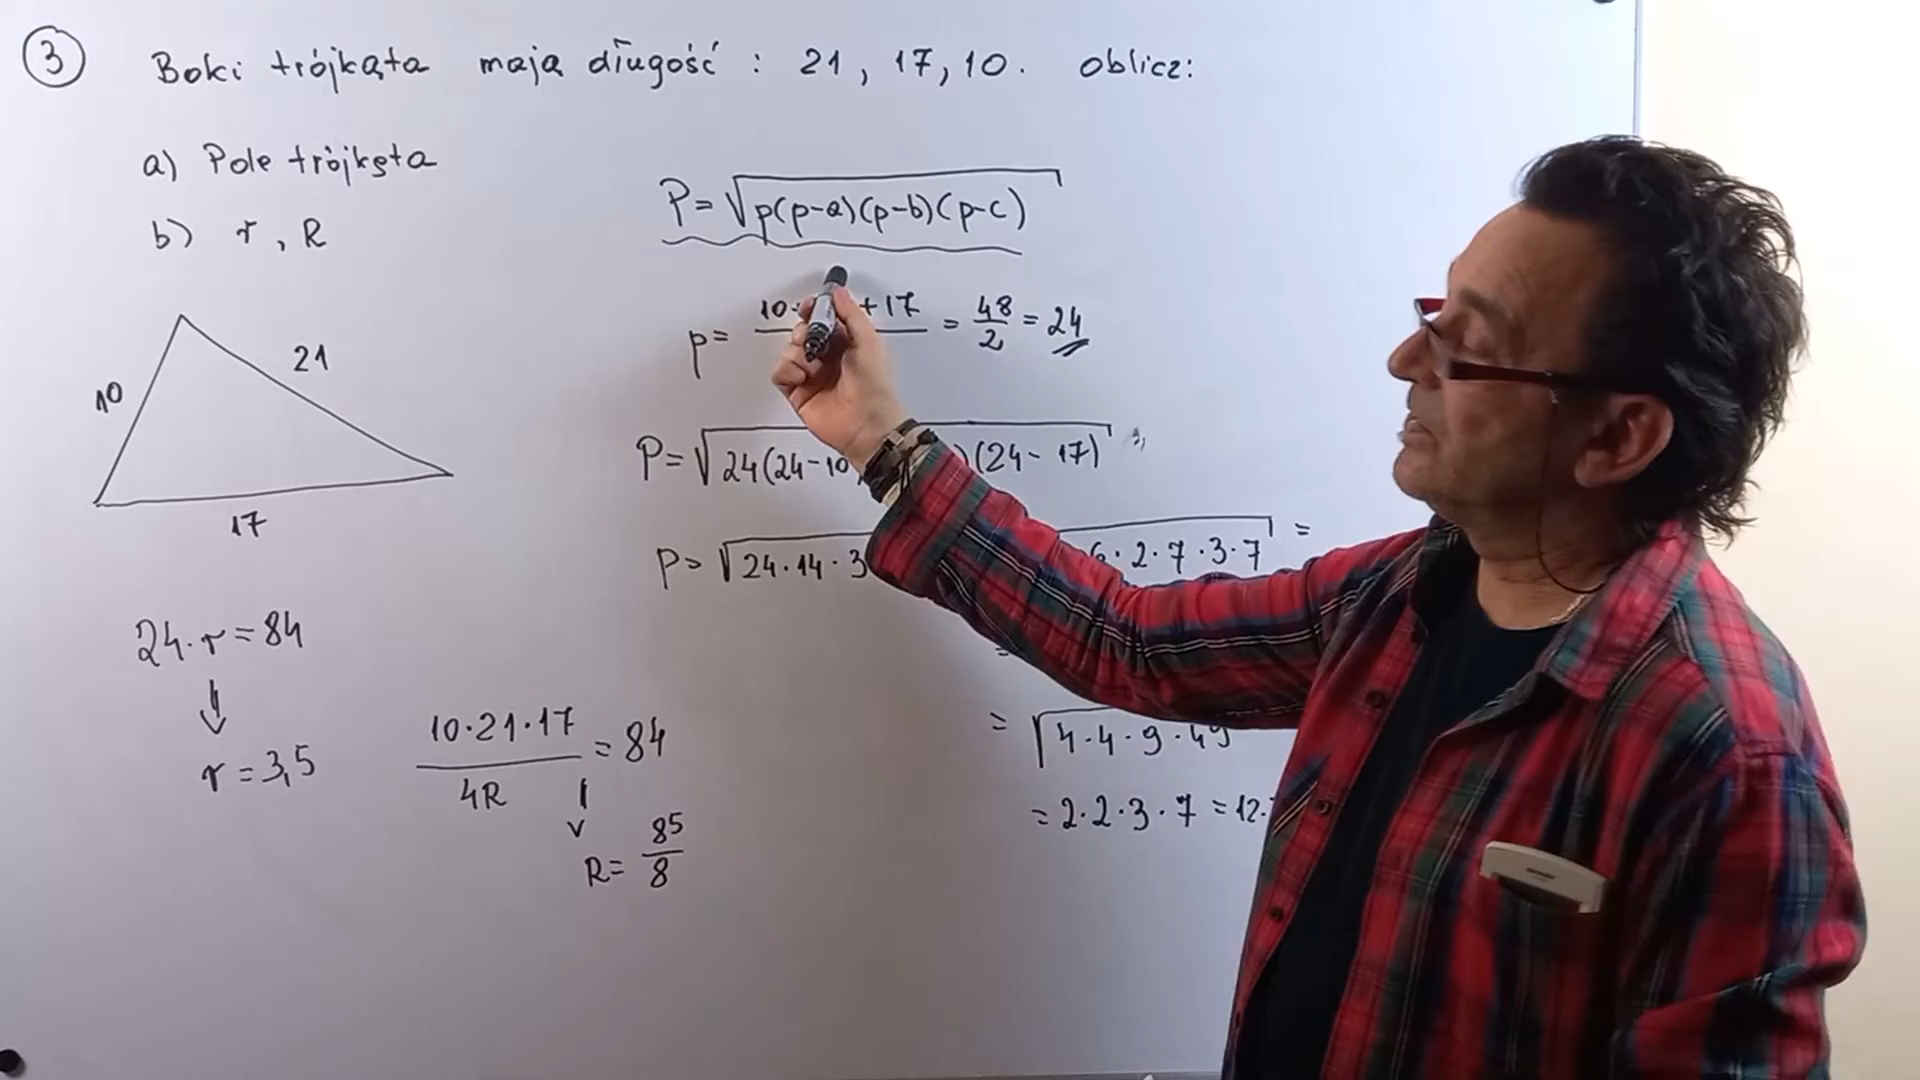 3 Boki trójkąta mają długość : 21 , 17, 10. oblicz:
a) Pole trójkąta
b) r , R
P = √p(p-a)(p-b)(p-c)
p = 10 + 17 = 48/2 = 24
10
21
17
P = √24(24-10 )(24-17)
P = √24·14·3 6·2·7·3·7 =
=
= √4·4·9·49
= 2·2·3·7 = 12·
24·r = 84
↓
r = 3,5
10·21·17/4R = 84
↓
R = 85/8